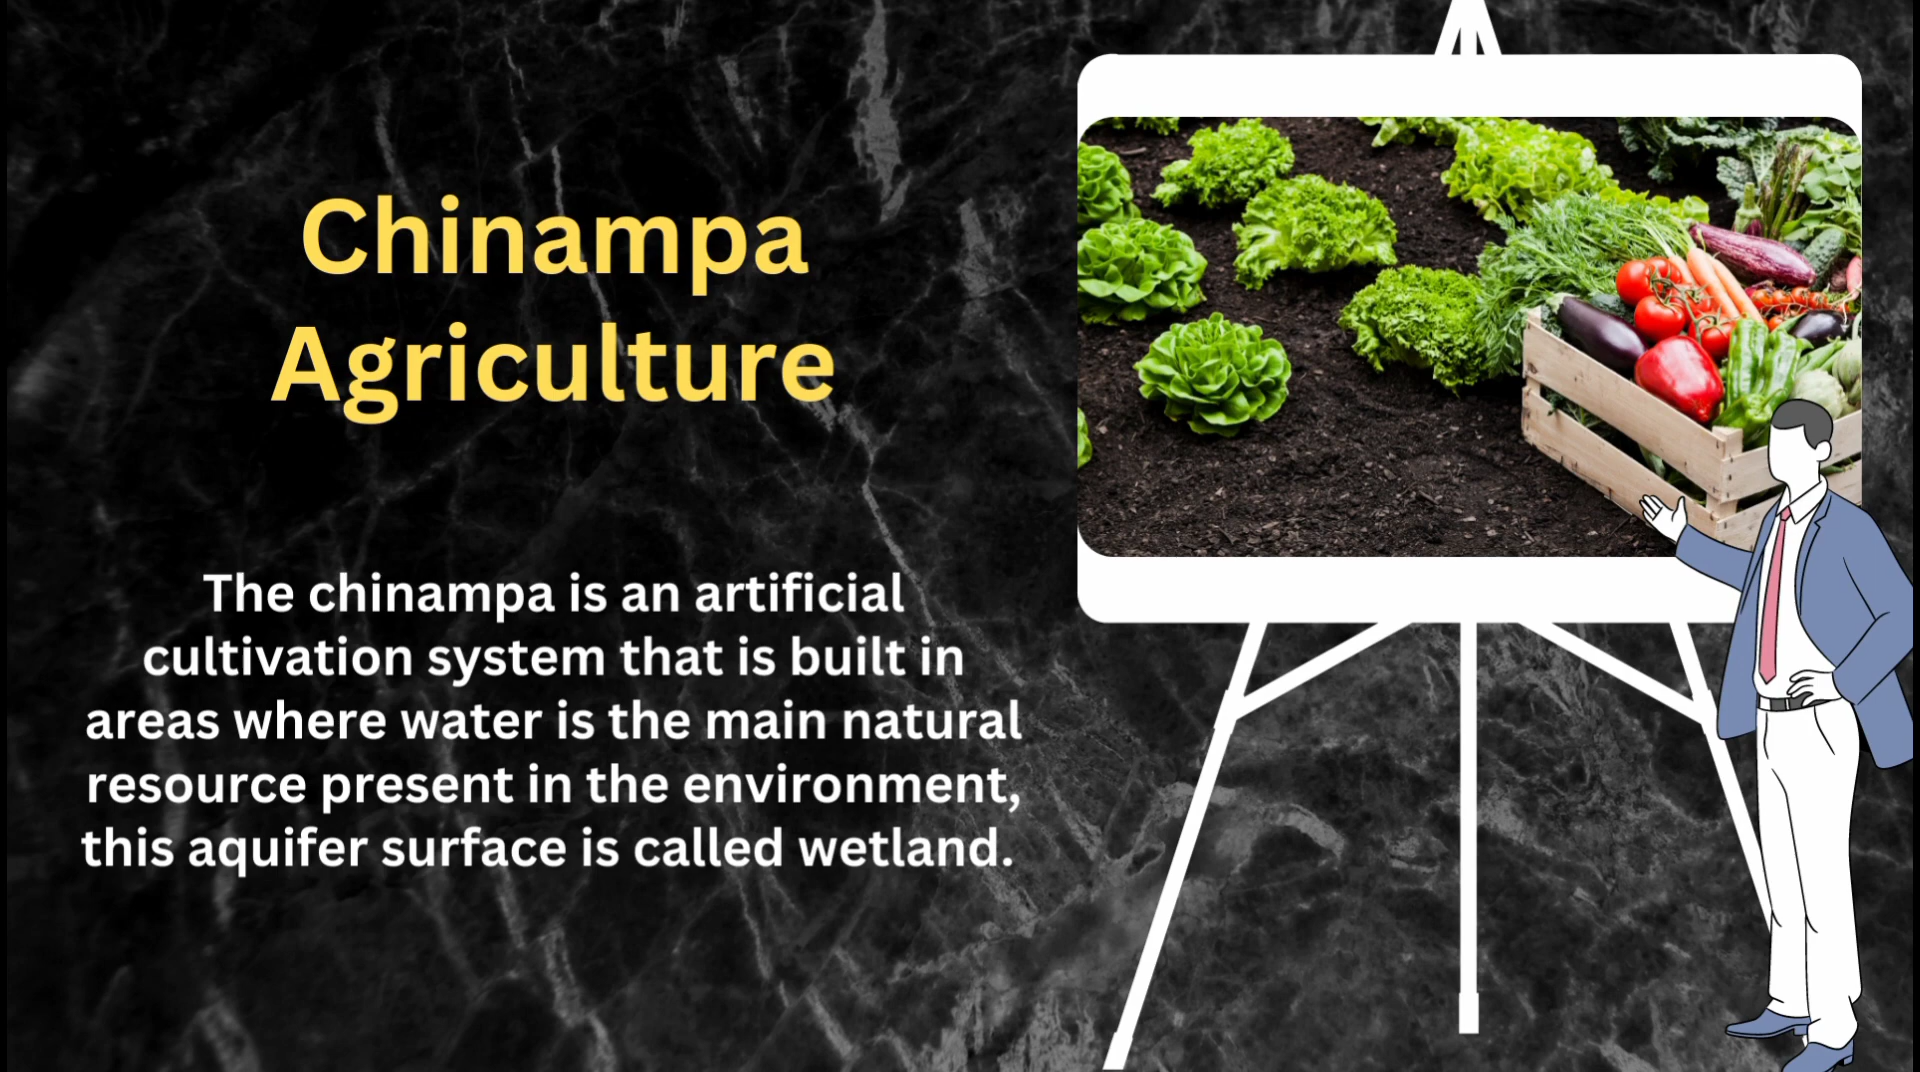 Chinampa
Agriculture
The chinampa is an artificial
cultivation system that is built in
areas where water is the main natural
resource present in the environment,
this aquifer surface is called wetland.